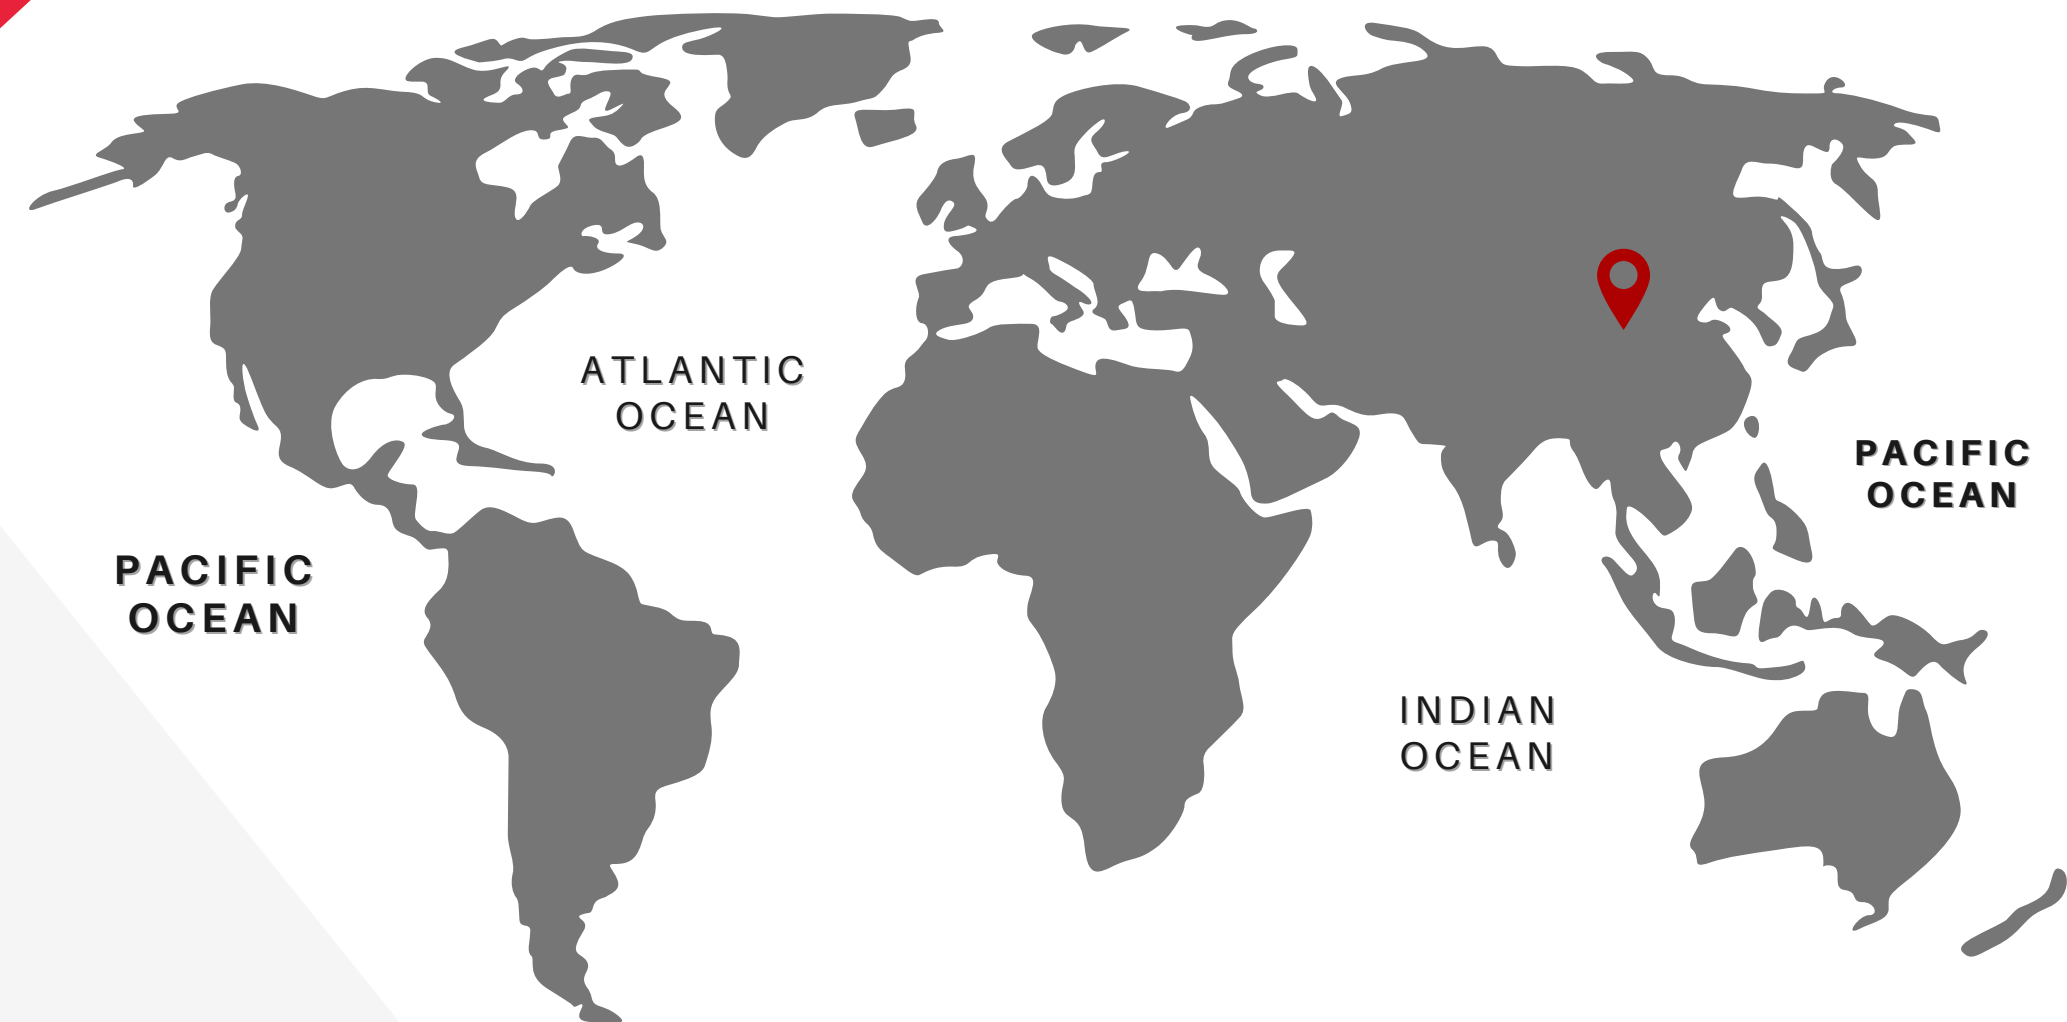 ATLANTIC
OCEAN
PACIFIC
OCEAN
PACIFIC
OCEAN
INDIAN
OCEAN